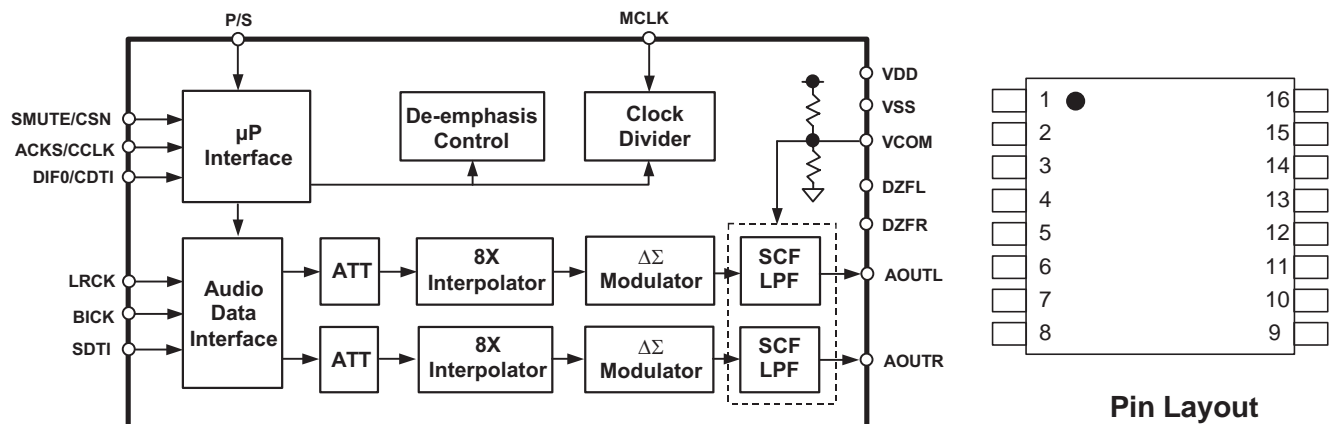 P/S
MCLK
VDD
VSS
VCOM
DZFL
DZFR
AOUTL
AOUTR
SMUTE/CSN
ACKS/CCLK
DIF0/CDTI
LRCK
BICK
SDTI
µP
Interface
De-emphasis
Control
Clock
Divider
Audio
Data
Interface
ATT
8X
Interpolator
ΔΣ
Modulator
SCF
LPF
ATT
8X
Interpolator
ΔΣ
Modulator
SCF
LPF
1
2
3
4
5
6
7
8
16
15
14
13
12
11
10
9
Pin Layout